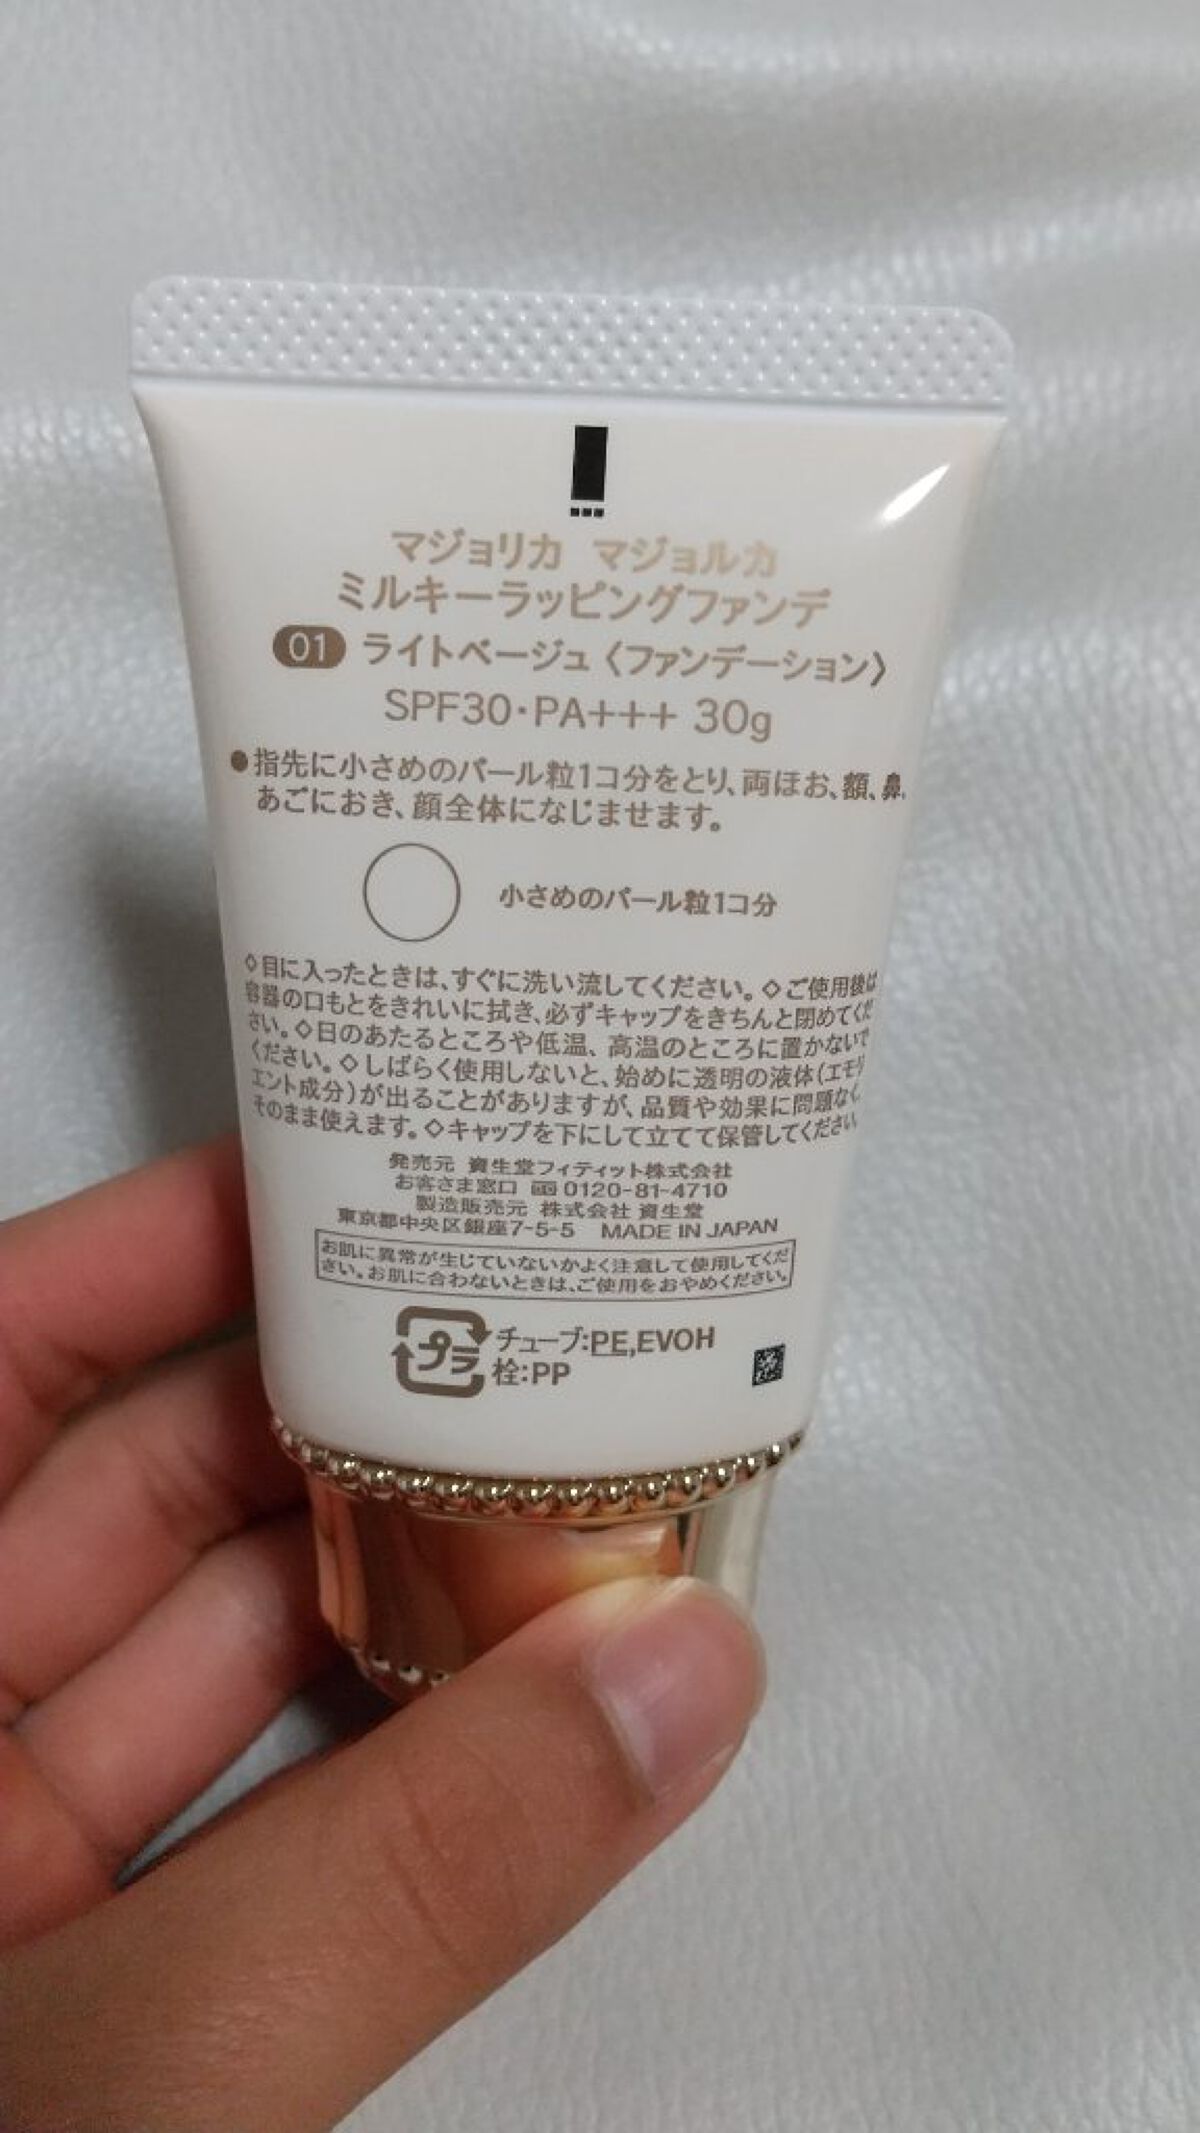 マジョリカ マジョルカ
ミルキーラッピングファンデ
01 ライトベージュ〈ファンデーション〉
SPF30・PA+++ 30g
●指先に小さめのパール粒1コ分をとり、両ほお、額、鼻、
あごにおき、顔全体になじませます。
小さめのパール粒1コ分
◇目に入ったときは、すぐに洗い流してください。◇ご使用後は
容器の口もとをきれいに拭き、必ずキャップをきちんと閉めてくだ
さい。◇日のあたるところや低温、高温のところに置かないで
ください。◇しばらく使用しないと、始めに透明の液体(エモリ
エント成分)が出ることがありますが、品質や効果に問題なく、
そのまま使えます。◇キャップを下にして立てて保管してください。
発売元 資生堂フィティット株式会社
お客さま窓口 0120-81-4710
製造販売元 株式会社 資生堂
東京都中央区銀座7-5-5 MADE IN JAPAN
お肌に異常が生じていないかよく注意して使用してくだ
さい。お肌に合わないときは、ご使用をおやめください。
プラ チューブ:PE,EVOH
栓:PP